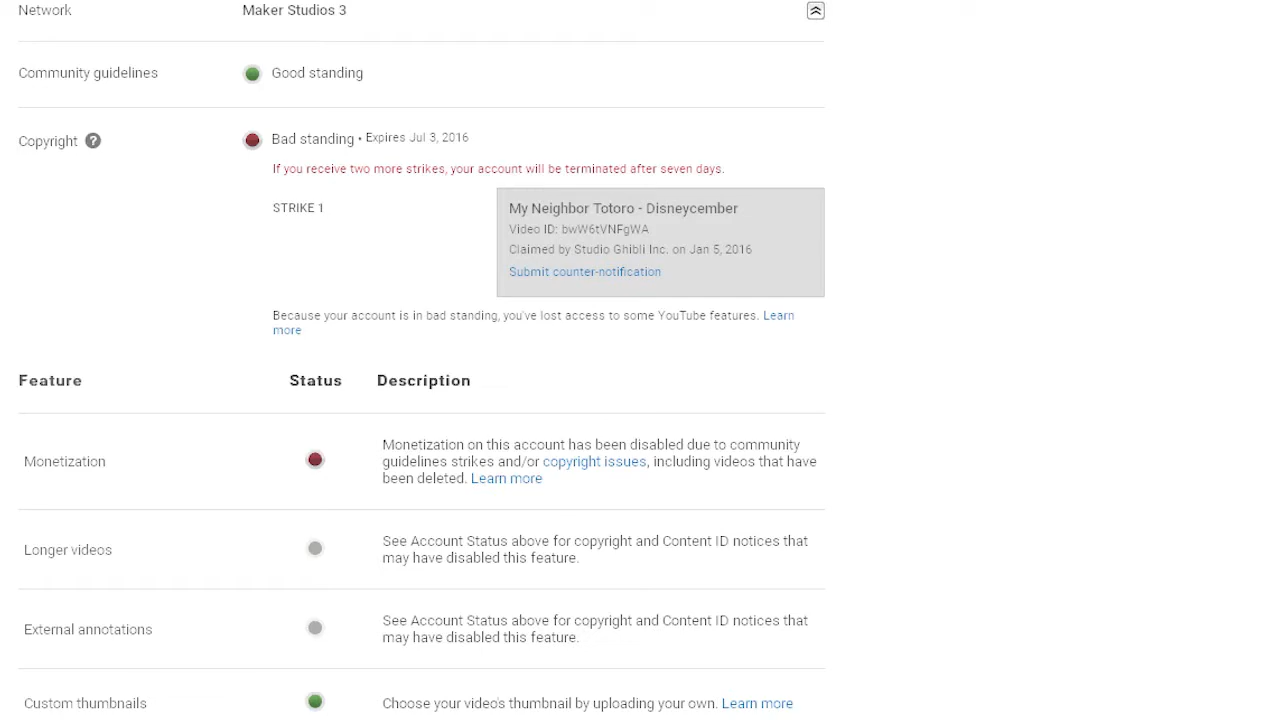 Network Maker Studios 3
Community guidelines Good standing
Copyright ? Bad standing • Expires Jul 3, 2016
If you receive two more strikes, your account will be terminated after seven days.
STRIKE 1
My Neighbor Totoro - Disneycember
Video ID: bwW6tVNFgWA
Claimed by Studio Ghibli Inc. on Jan 5, 2016
Submit counter-notification
Because your account is in bad standing, you've lost access to some YouTube features. Learn
more
Feature Status Description
Monetization
Monetization on this account has been disabled due to community
guidelines strikes and/or copyright issues, including videos that have
been deleted. Learn more
Longer videos
See Account Status above for copyright and Content ID notices that
may have disabled this feature.
External annotations
See Account Status above for copyright and Content ID notices that
may have disabled this feature.
Custom thumbnails Choose your video's thumbnail by uploading your own. Learn more